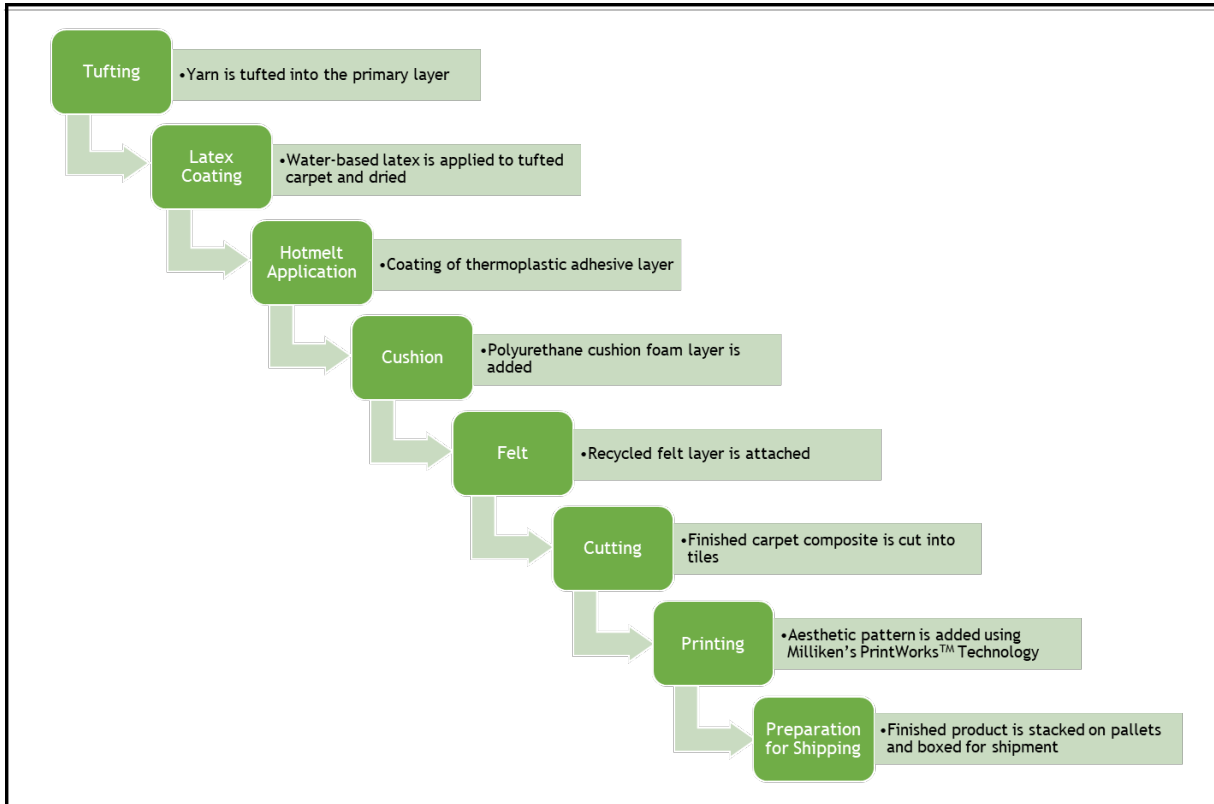 Tufting
•Yarn is tufted into the primary layer
Latex
Coating
•Water-based latex is applied to tufted
carpet and dried
Hotmelt
Application
•Coating of thermoplastic adhesive layer
Cushion
•Polyurethane cushion foam layer is
added
Felt
•Recycled felt layer is attached
Cutting
•Finished carpet composite is cut into
tiles
Printing
•Aesthetic pattern is added using
Milliken’s PrintWorks™ Technology
Preparation
for Shipping
•Finished product is stacked on pallets
and boxed for shipment